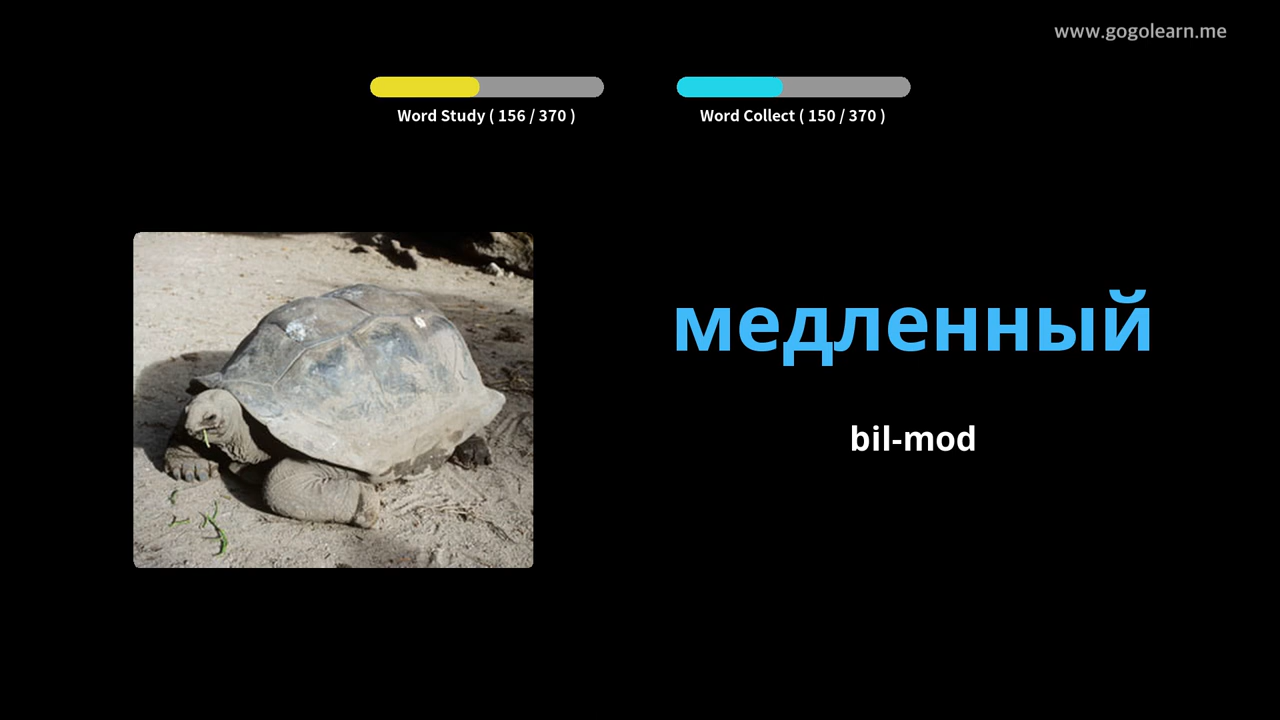 www.gogolearn.me
Word Study ( 156 / 370 )
Word Collect ( 150 / 370 )
медленный
bil-mod